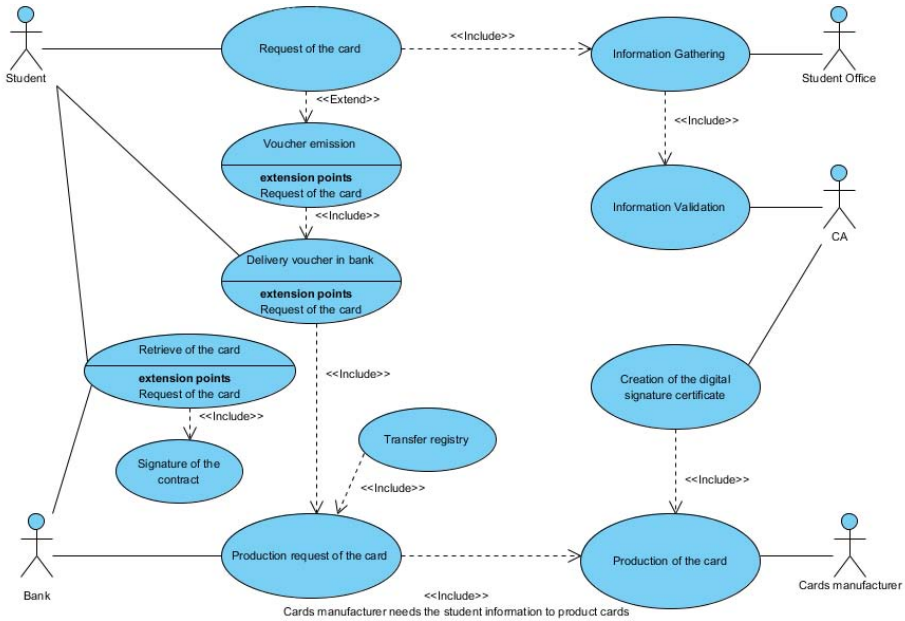 Request of the card
<<Include>>
Information Gathering
Student
Student Office
<<Extend>>
<<Include>>
Voucher emission
extension points
Request of the card
<<Include>>
Information Validation
CA
Delivery voucher in bank
extension points
Request of the card
Retrieve of the card
extension points
Request of the card
<<Include>>
<<Include>>
Creation of the digital
signature certificate
Transfer registry
Signature of the
contract
<<Include>>
<<Include>>
Production request of the card
Production of the card
Bank
Cards manufacturer
<<Include>>
Cards manufacturer needs the student information to product cards